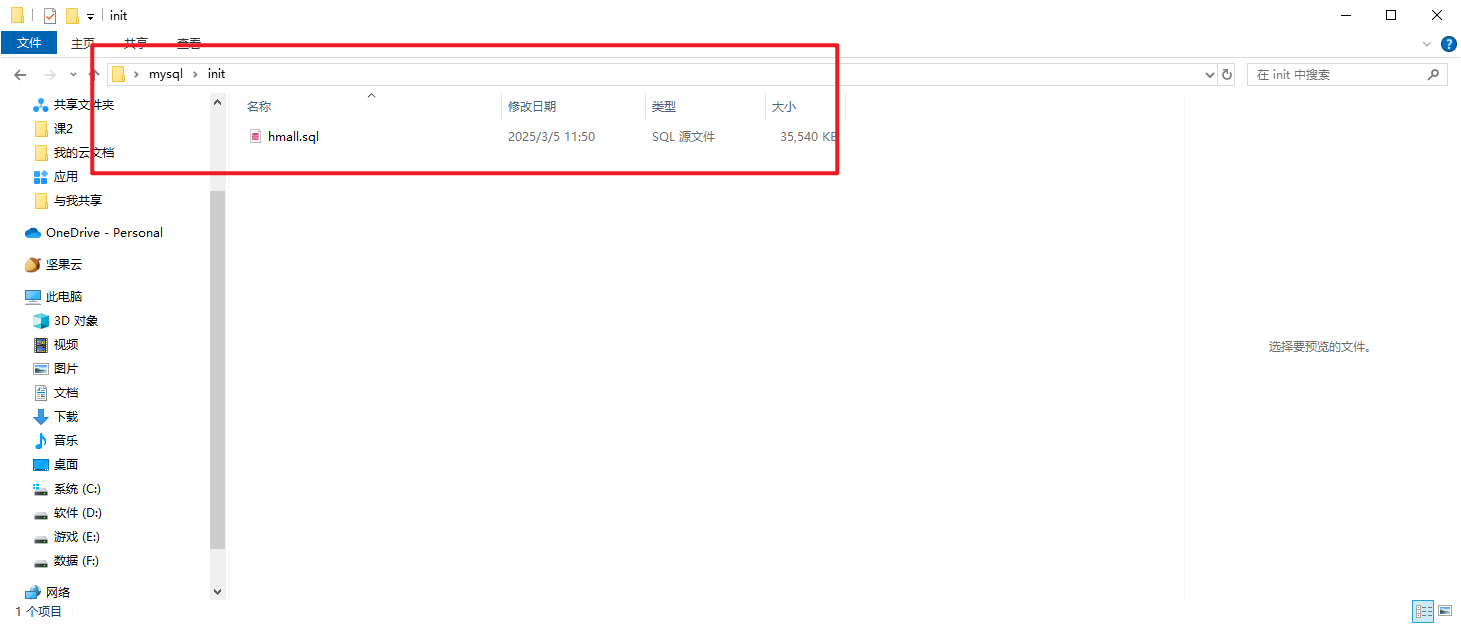 init
文件 主页 共享 查看
mysql init 在 init 中搜索
共享文件夹
课2
我的云文档
应用
与我共享
OneDrive - Personal
坚果云
此电脑
3D 对象
视频
图片
文档
下载
音乐
桌面
系统 (C:)
软件 (D:)
游戏 (E:)
数据 (F:)
网络
名称 修改日期 类型 大小
hmall.sql 2025/3/5 11:50 SQL 源文件 35,540 KB
选择要预览的文件。
1 个项目